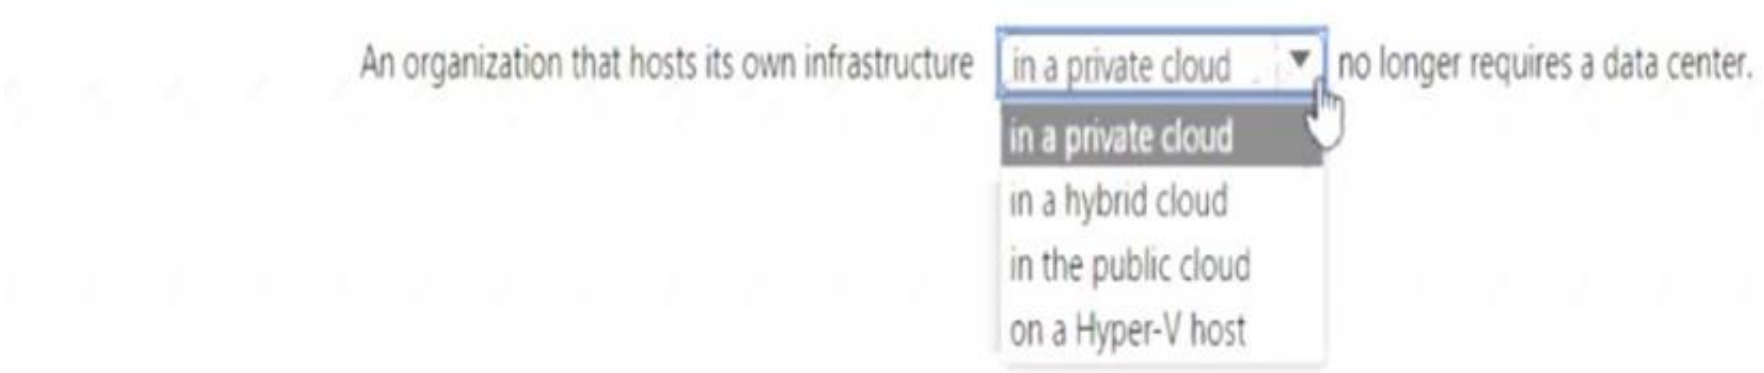 An organization that hosts its own infrastructure in a private cloud no longer requires a data center.
in a private cloud
in a hybrid cloud
in the public cloud
on a Hyper-V host